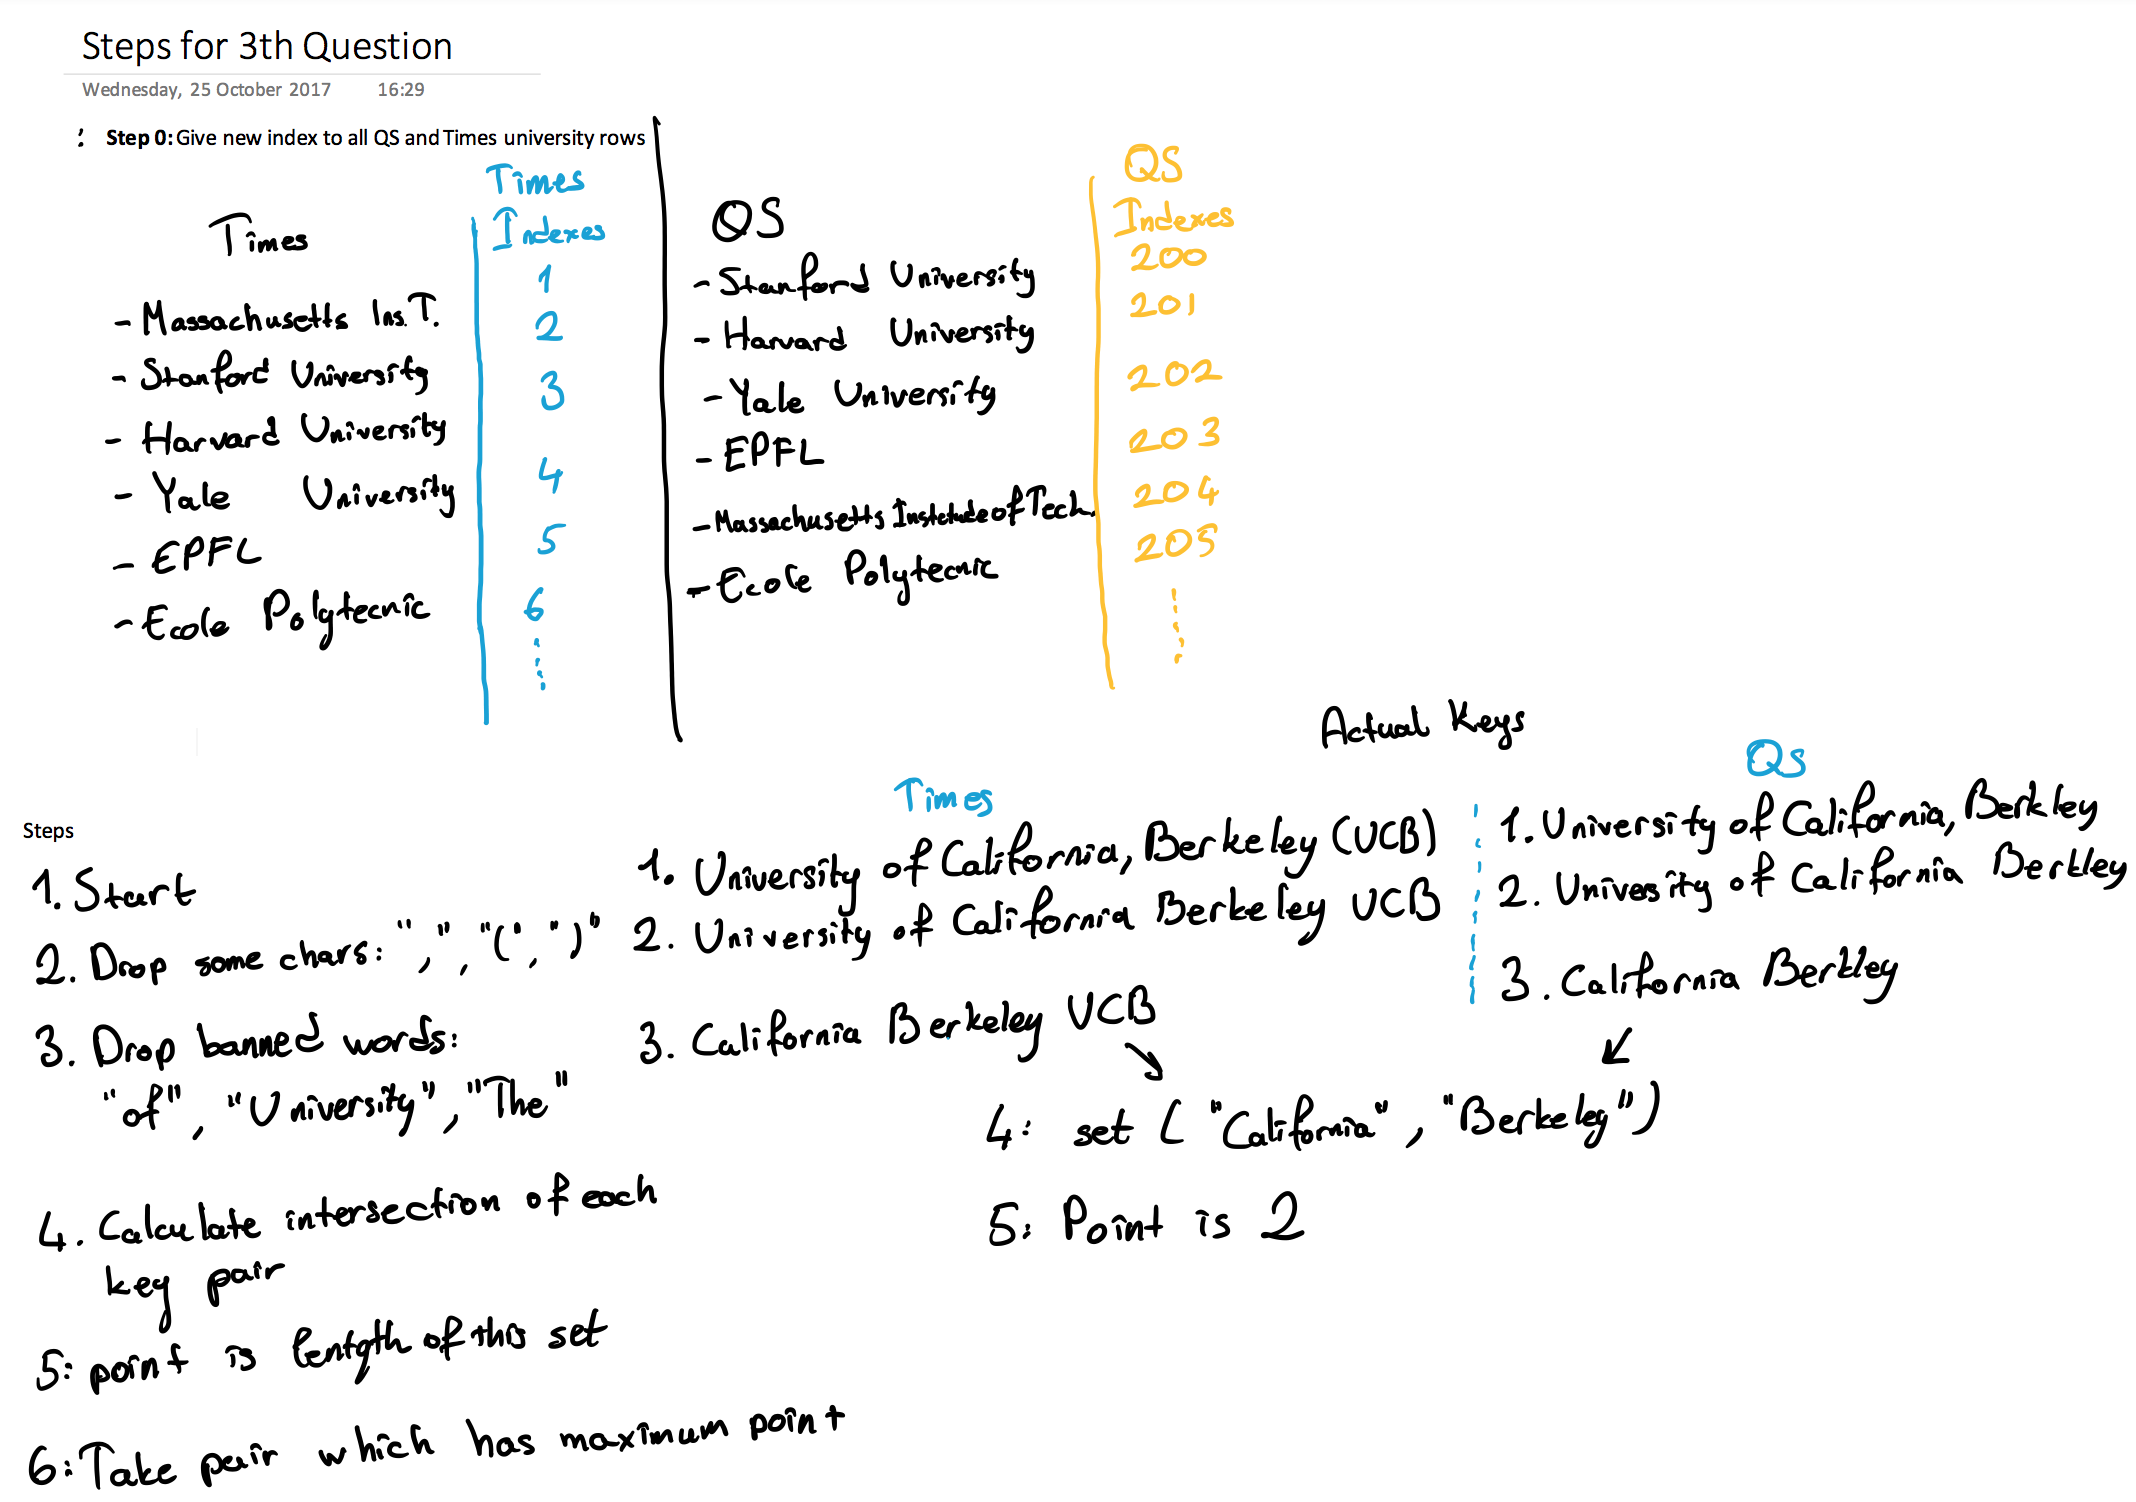 Steps for 3th Question
Wednesday, 25 October 2017 16:29
Step 0: Give new index to all QS and Times university rows
Times
- Massachusetts Ins. T.
- Stanford University
- Harvard University
- Yale University
- EPFL
- Ecole Polytecnic
Times
Indexes
1
2
3
4
5
6
QS
- Stanford University
- Harvard University
- Yale University
- EPFL
- Massachusetts Instetude of Tech.
- Ecole Polytecnic
QS
Indexes
200
201
202
203
204
205
Steps
1. Start
2. Drop some chars: ",", "(", ")"
3. Drop banned words:
"of", "University", "The"
4. Calculate intersection of each
key pair
5: point is lentgth of this set
6: Take pair which has maximum point
Actual Keys
Times
1. University of California, Berkeley (UCB)
2. University of California Berkeley UCB
3. California Berkeley UCB
Qs
1. University of California, Berkley
2. University of California Berkley
3. California Berkley
4: set ( "California", "Berkeley")
5: Point is 2